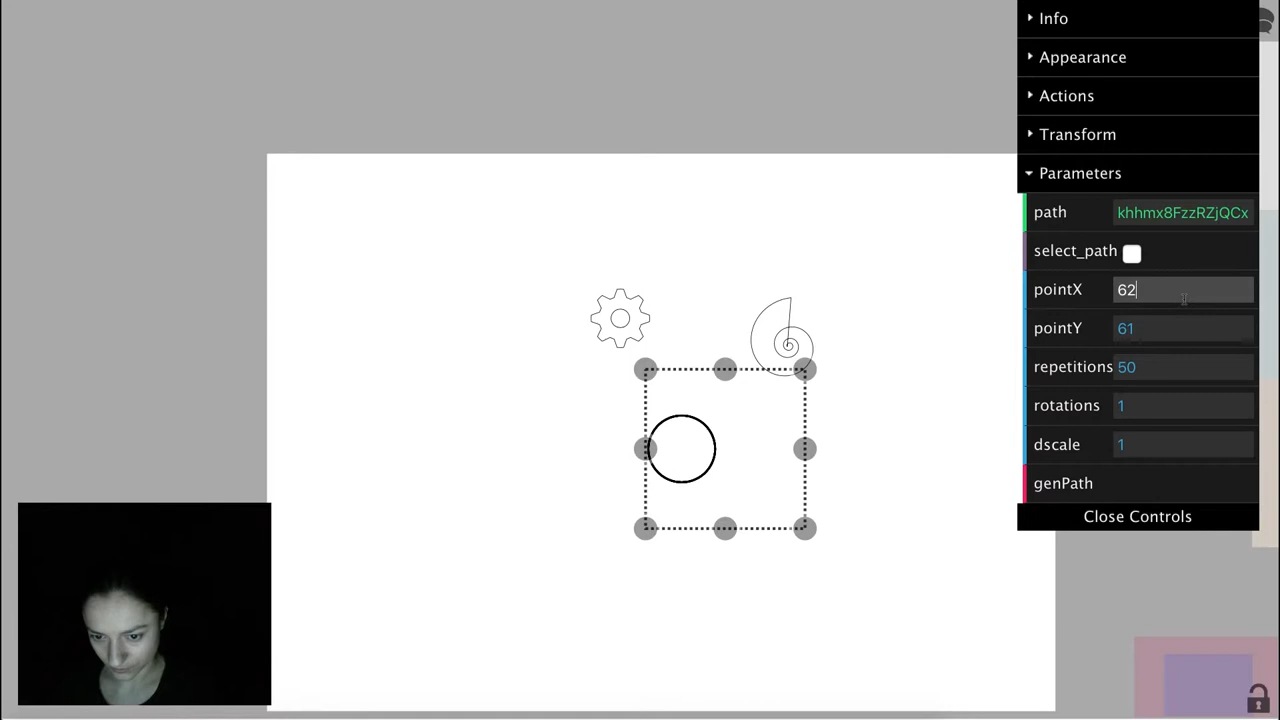 Info
Appearance
Actions
Transform
Parameters
path khhmx8FzzRZjQCx
select_path
pointX 62
pointY 61
repetitions 50
rotations 1
dscale 1
genPath
Close Controls